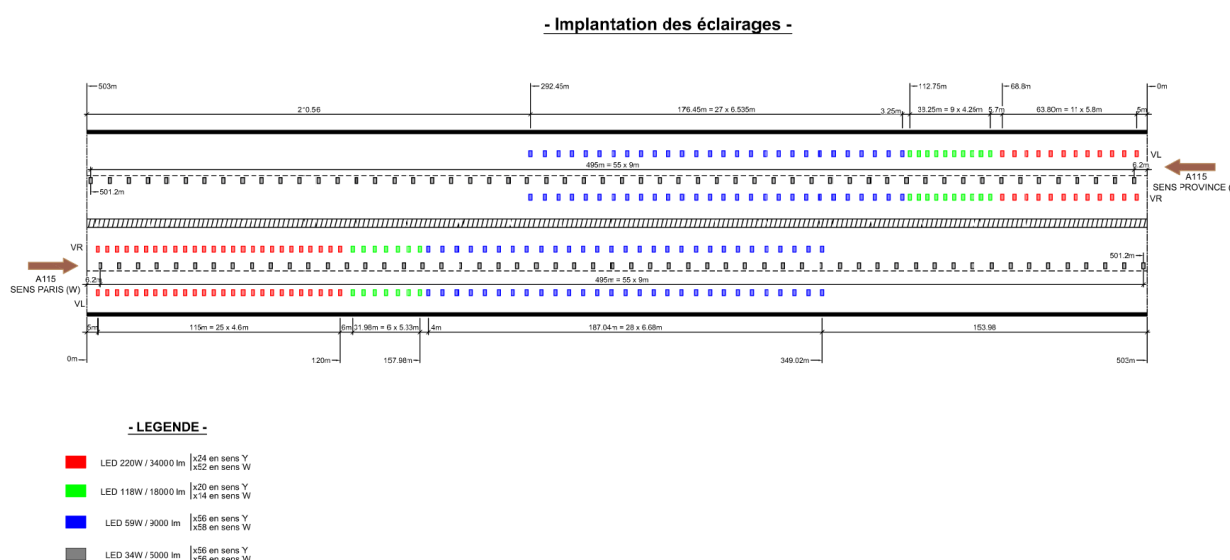 - Implantation des éclairages -
503m
292.45m
112.75m
68.8m
0m
176.45m = 27 x 6.535m
3.25m
38.25m = 9 x 4.25m
5.7m
63.80m = 11 x 5.8m
5m
VL
495m = 55 x 9m
6.2m
A115
SENS PROVINCE (
501.2m
VR
VR
501.2m
A115
6.2m
495m = 55 x 9m
SENS PARIS (W)
VL
5m
115m = 25 x 4.6m
6m
31.98m = 6 x 5.33m
4m
187.04m = 28 x 6.68m
153.98
0m
120m
157.98m
349.02m
503m
- LEGENDE -
LED 220W / 34000 lm
x24 en sens Y
x52 en sens W
LED 118W / 18000 lm
x20 en sens Y
x14 en sens W
LED 59W / 9000 lm
x56 en sens Y
x58 en sens W
LED 34W / 5000 lm
x56 en sens Y
x56 en sens W